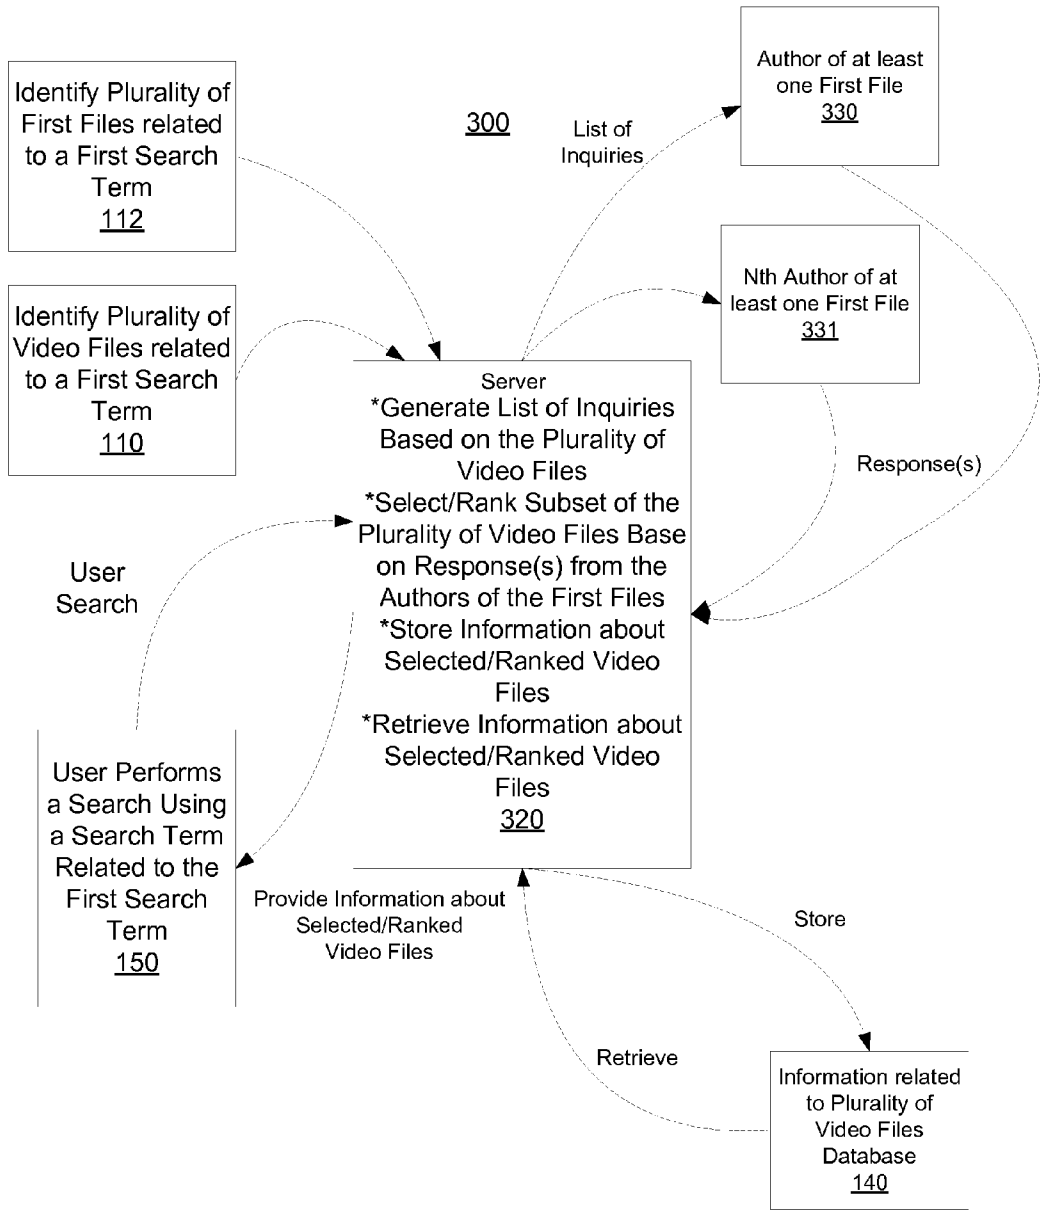 Identify Plurality of
First Files related
to a First Search
Term
112
300
List of
Inquiries
Author of at least
one First File
330
Identify Plurality of
Video Files related
to a First Search
Term
110
Nth Author of at
least one First File
331
Server
*Generate List of Inquiries
Based on the Plurality of
Video Files
*Select/Rank Subset of the
Plurality of Video Files Base
on Response(s) from the
Authors of the First Files
*Store Information about
Selected/Ranked Video
Files
*Retrieve Information about
Selected/Ranked Video
Files
320
Response(s)
User
Search
User Performs
a Search Using
a Search Term
Related to the
First Search
Term
150
Provide Information about
Selected/Ranked
Video Files
Store
Retrieve
Information related
to Plurality of
Video Files
Database
140